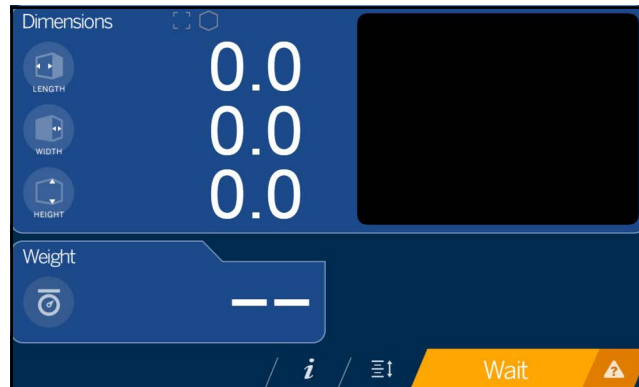 Dimensions
LENGTH
0.0
WIDTH
0.0
HEIGHT
0.0
Weight
--
i
Wait
?